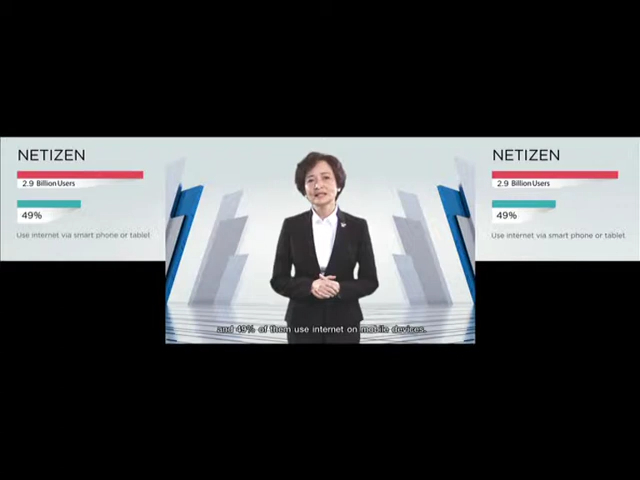 NETIZEN
2.9 Billion Users
49%
Use internet via smart phone or tablet
and 49% of them use internet on mobile devices.
NETIZEN
2.9 Billion Users
49%
Use internet via smart phone or tablet